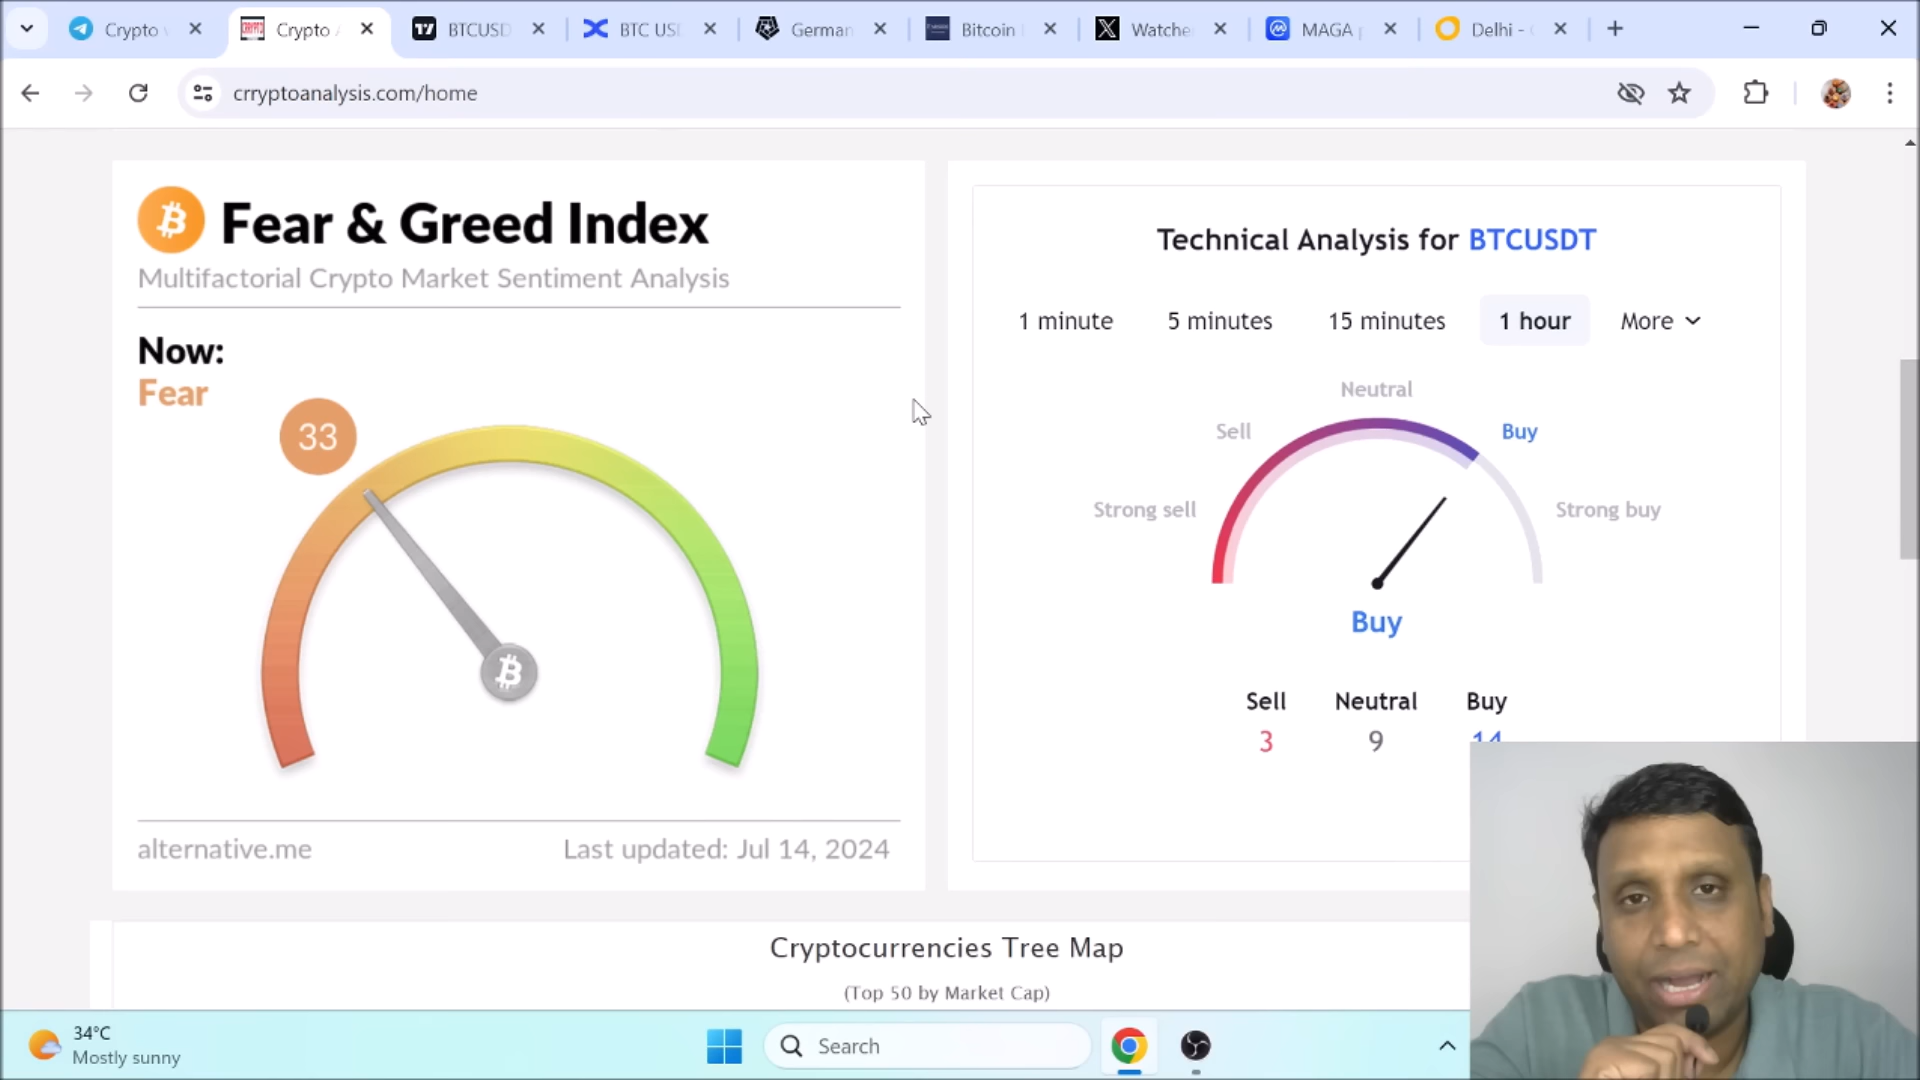 Crypto
Crypto
BTCUSD
BTC US
German
Bitcoin
Watche
MAGA
Delhi -
crryptoanalysis.com/home
Fear & Greed Index
Multifactorial Crypto Market Sentiment Analysis
Now:
Fear
33
alternative.me
Last updated: Jul 14, 2024
Technical Analysis for BTCUSDT
1 minute
5 minutes
15 minutes
1 hour
More
Neutral
Sell
Buy
Strong sell
Strong buy
Buy
Sell
Neutral
Buy
3
9
14
Cryptocurrencies Tree Map
(Top 50 by Market Cap)
34°C
Mostly sunny
Search